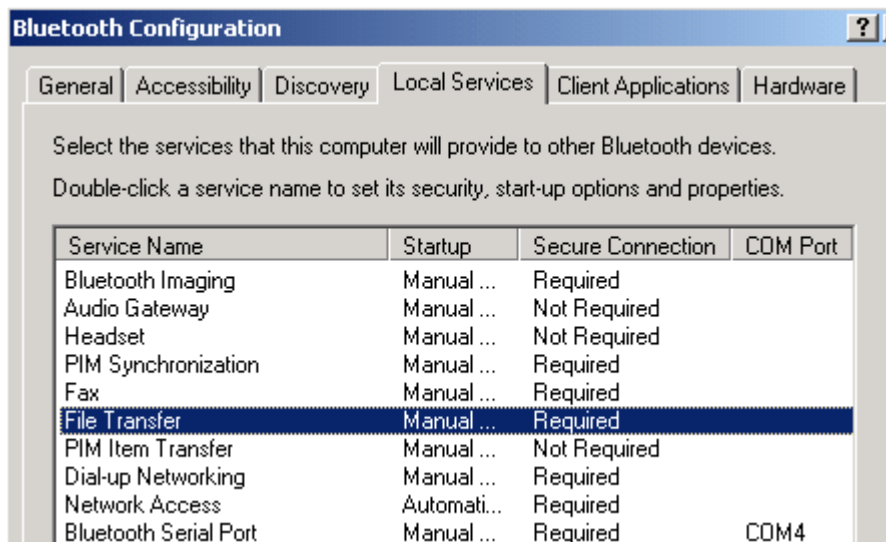 Bluetooth Configuration ?
General Accessibility Discovery Local Services Client Applications Hardware
Select the services that this computer will provide to other Bluetooth devices.
Double-click a service name to set its security, start-up options and properties.
Service Name Startup Secure Connection COM Port
Bluetooth Imaging Manual ... Required
Audio Gateway Manual ... Not Required
Headset Manual ... Not Required
PIM Synchronization Manual ... Required
Fax Manual ... Required
File Transfer Manual ... Required
PIM Item Transfer Manual ... Not Required
Dial-up Networking Manual ... Required
Network Access Automati... Required
Bluetooth Serial Port Manual ... Required COM4